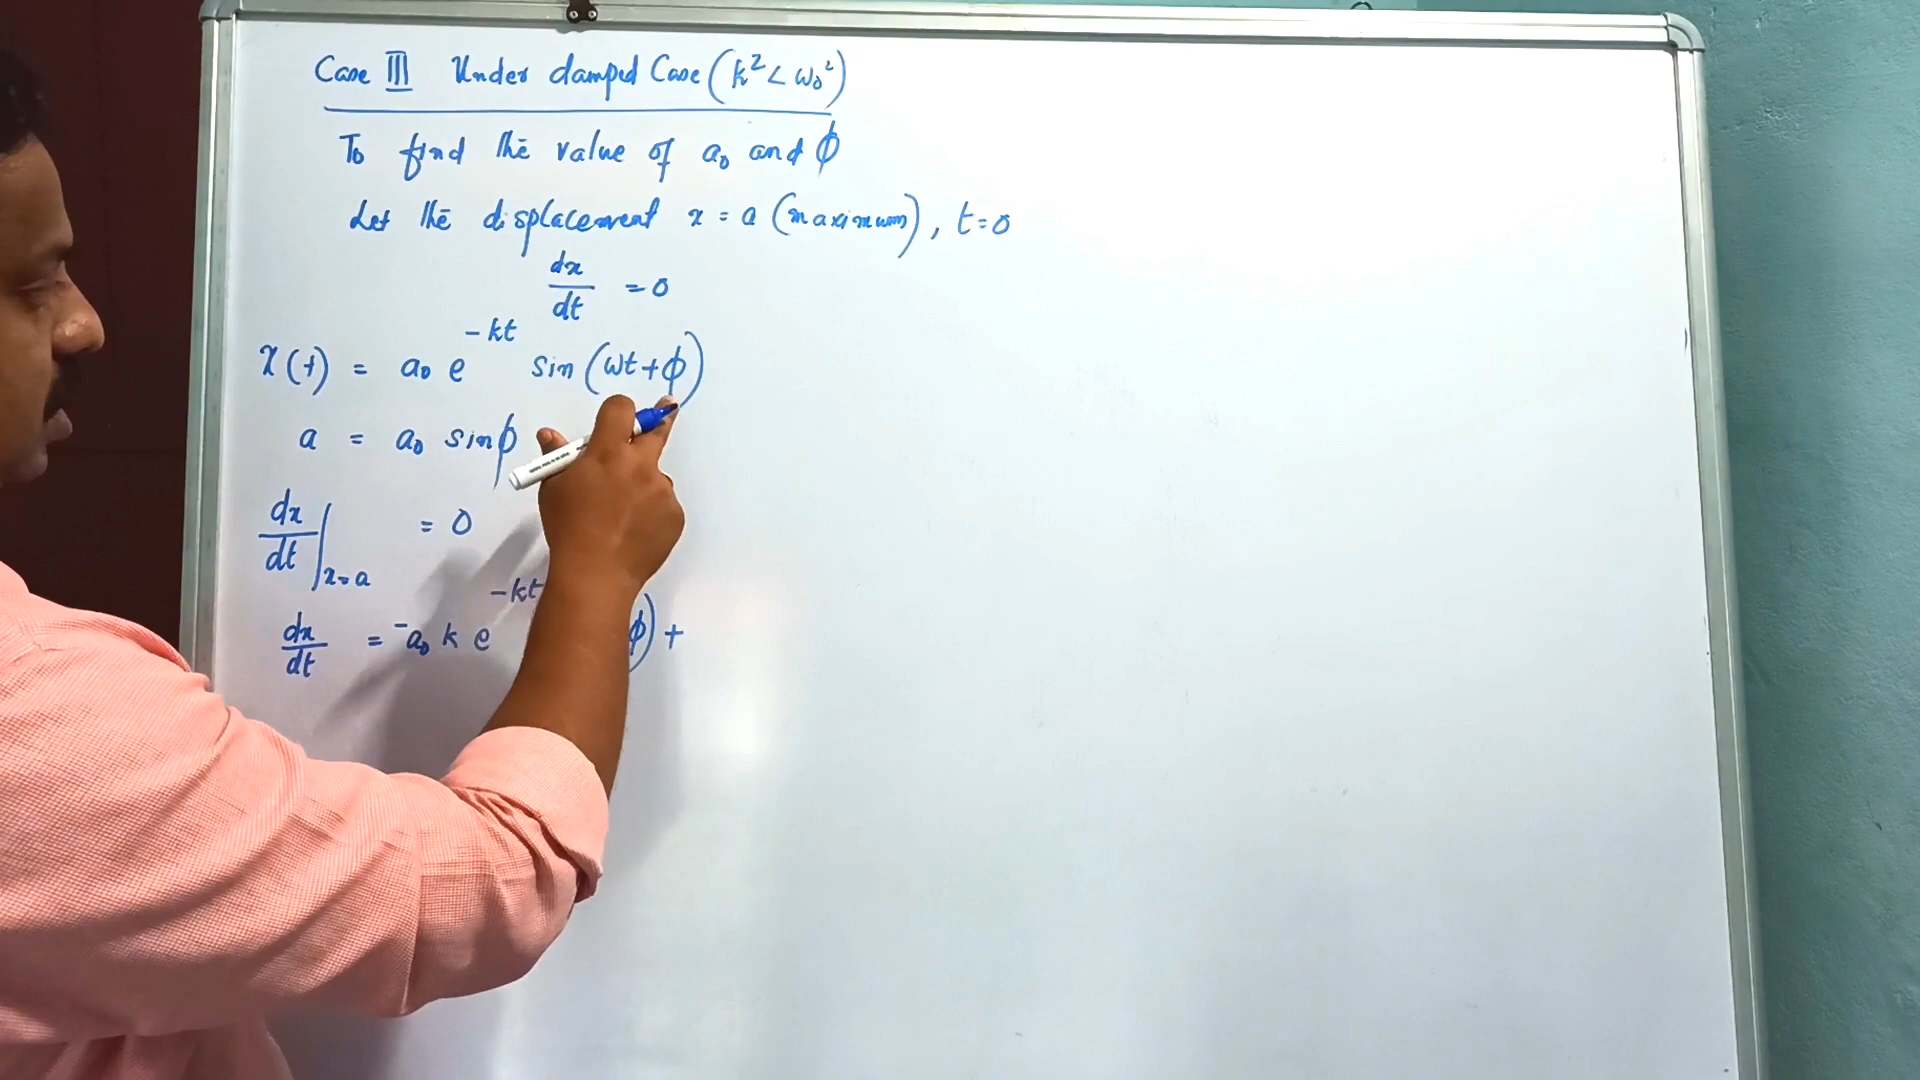 Case III Under damped Case (k² < ω₀²)
To find the value of a₀ and ϕ
Let the displacement x = a (maximum), t=0
dx/dt = 0
x(t) = a₀ e^-kt sin (ωt+ϕ)
a = a₀ sinϕ
dx/dt|x=a = 0
dx/dt = -a₀ k e^-kt ϕ) +